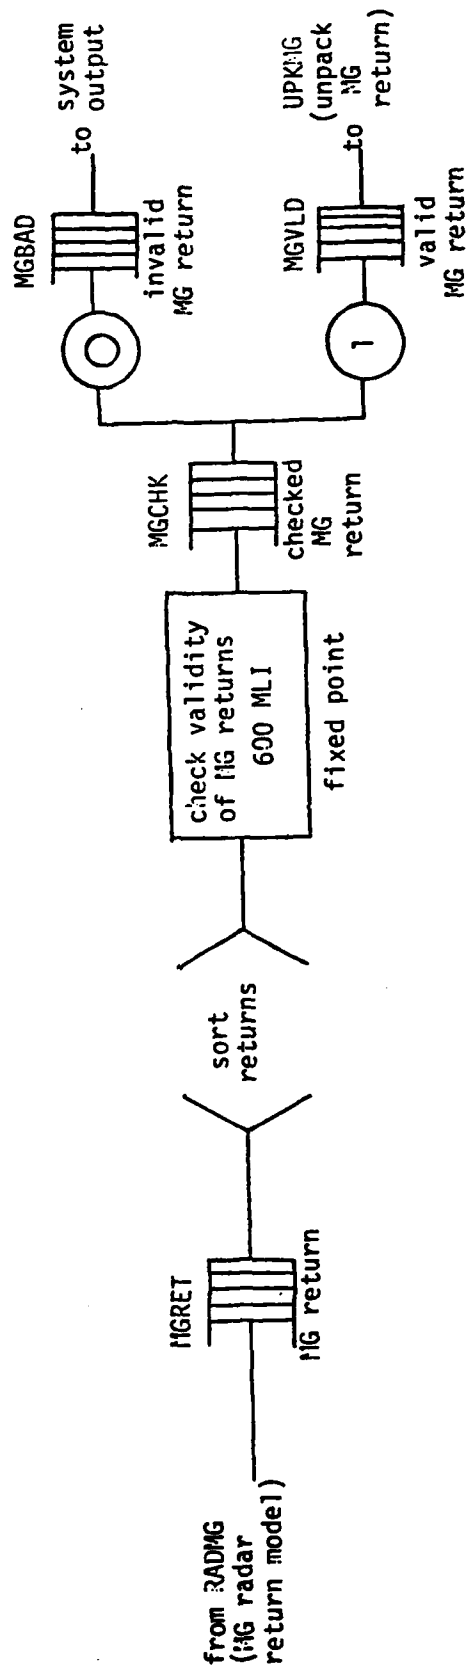 from RADMG
(MG radar
return model)
MGRET
MG return
sort
returns
check validity
of MG returns
600 MLI
fixed point
MGCHK
checked
MG
return
MGBAD
invalid
MG return
to system
output
1
MGVLD
valid
MG return
to UPKMG
(unpack
MG
return)